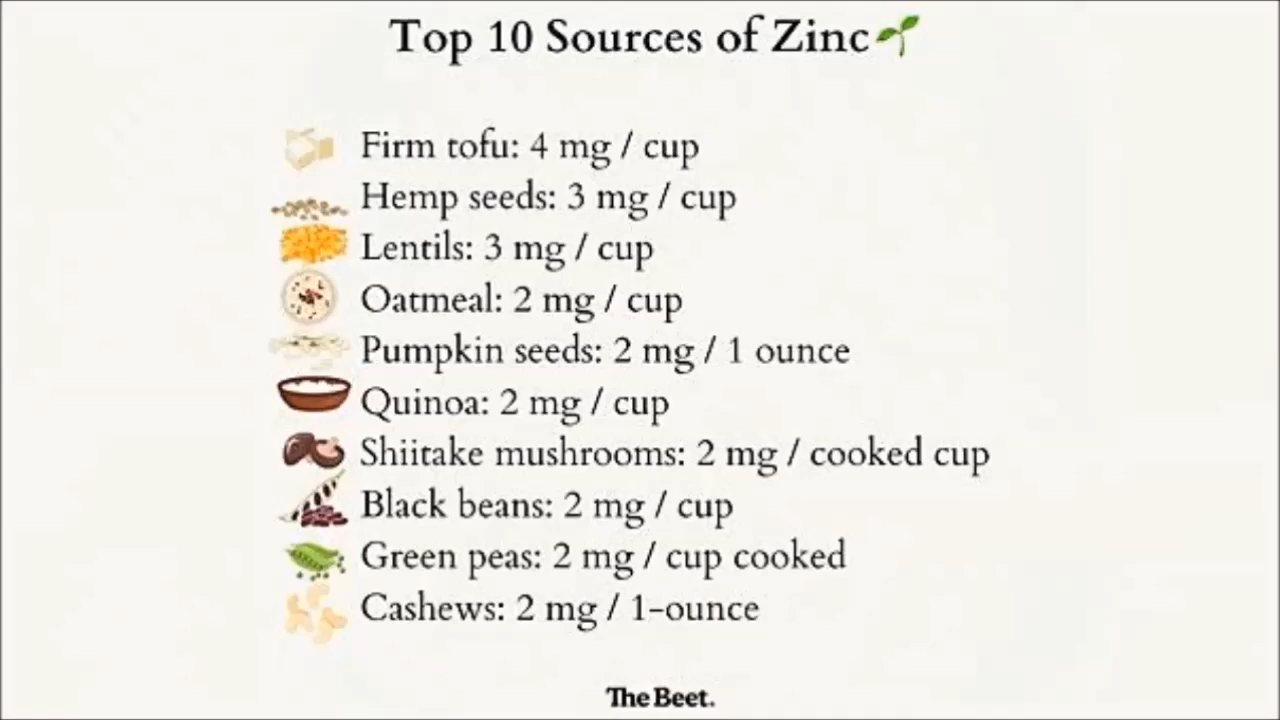 Top 10 Sources of Zinc
Firm tofu: 4 mg / cup
Hemp seeds: 3 mg / cup
Lentils: 3 mg / cup
Oatmeal: 2 mg / cup
Pumpkin seeds: 2 mg / 1 ounce
Quinoa: 2 mg / cup
Shiitake mushrooms: 2 mg / cooked cup
Black beans: 2 mg / cup
Green peas: 2 mg / cup cooked
Cashews: 2 mg / 1-ounce
The Beet.